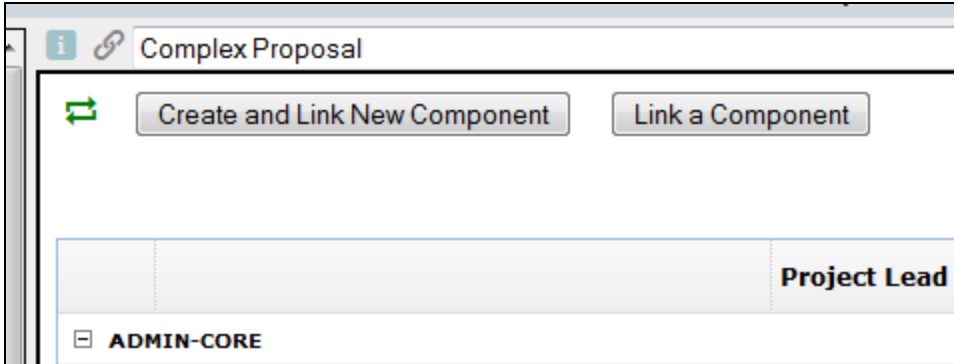 Complex Proposal
Create and Link New Component Link a Component
Project Lead
ADMIN-CORE